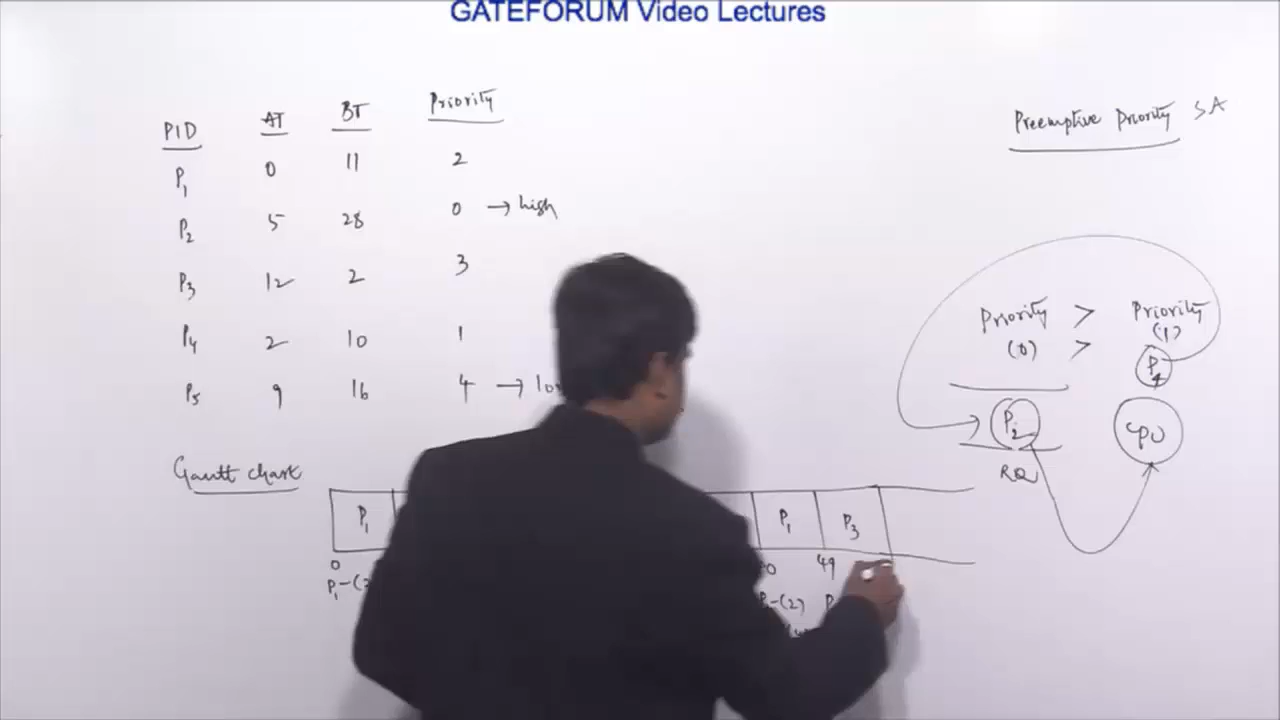 GATEFORUM Video Lectures
PID AT BT Priority
P1 0 11 2
P2 5 28 0 → high
P3 12 2 3
P4 2 10 1
P5 9 16 4 →
Preemptive Priority SA
Priority > Priority
(0) > (1)
P4
P2 CPU
RQ
Gantt chart
P1 P1 P3
0 49
P1-(2)